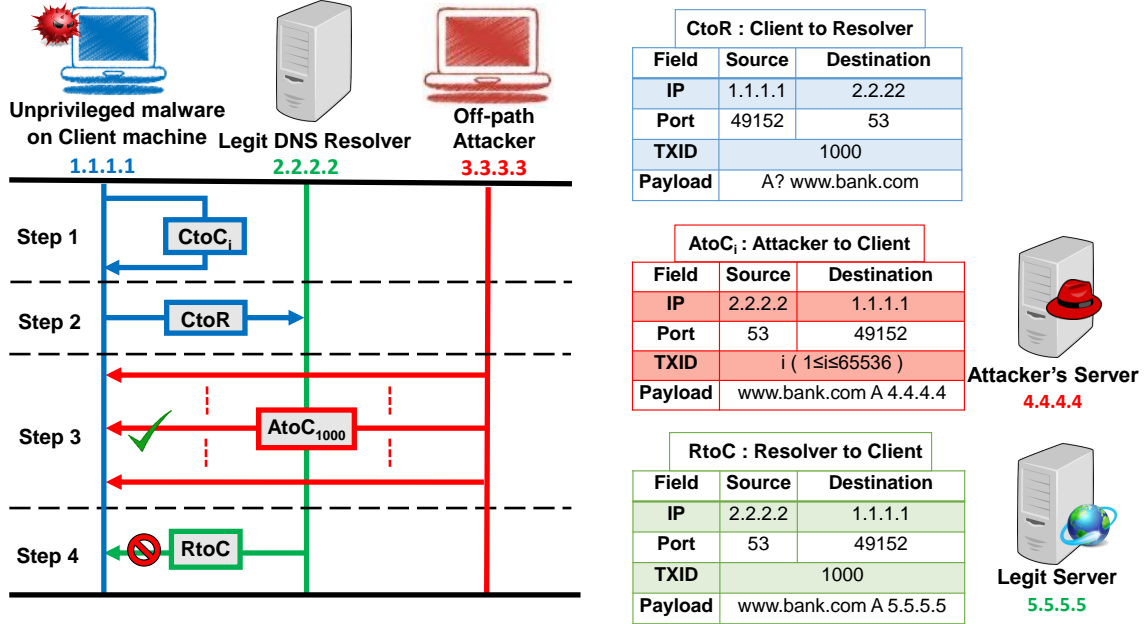 Unprivileged malware
on Client machine
1.1.1.1
Legit DNS Resolver
2.2.2.2
Off-path
Attacker
3.3.3.3
Step 1
CtoCi
Step 2
CtoR
Step 3
AtoC1000
Step 4
RtoC
CtoR : Client to Resolver
Field Source Destination
IP 1.1.1.1 2.2.22
Port 49152 53
TXID 1000
Payload A? www.bank.com
AtoCi : Attacker to Client
Field Source Destination
IP 2.2.2.2 1.1.1.1
Port 53 49152
TXID i ( 1≤i≤65536 )
Payload www.bank.com A 4.4.4.4
Attacker's Server
4.4.4.4
RtoC : Resolver to Client
Field Source Destination
IP 2.2.2.2 1.1.1.1
Port 53 49152
TXID 1000
Payload www.bank.com A 5.5.5.5
Legit Server
5.5.5.5